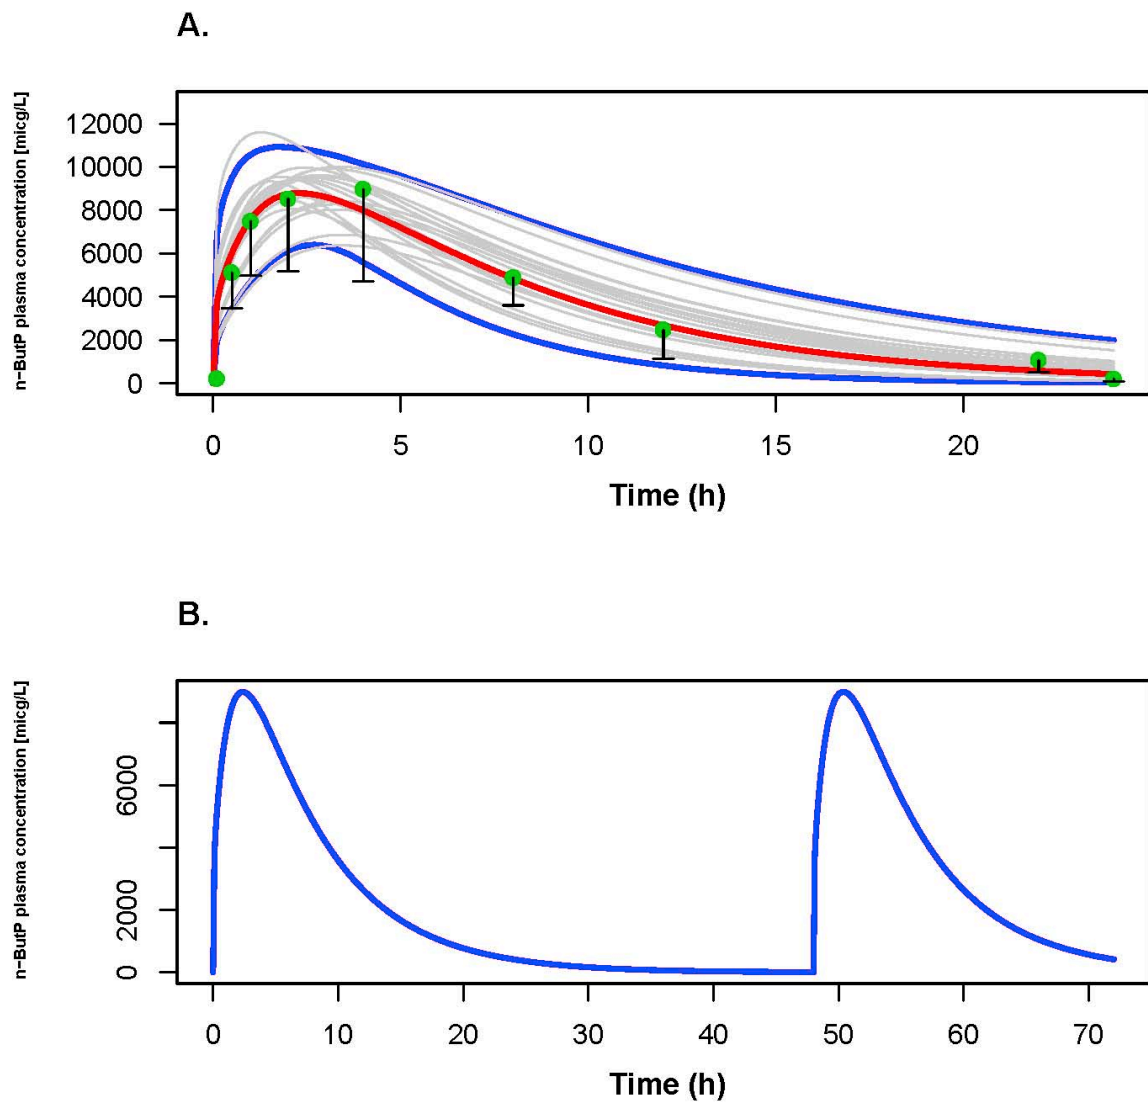 A.
n−ButP plasma concentration [micg/L]
12000
10000
8000
6000
4000
2000
0
0 5 10 15 20
Time (h)
B.
n−ButP plasma concentration [micg/L]
6000
2000
0
0 10 20 30 40 50 60 70
Time (h)